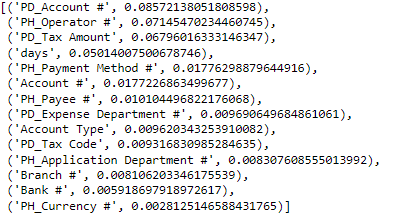 [('PD_Account #', 0.08572138051808598),
('PH_Operator #', 0.07145470234460745),
('PD_Tax Amount', 0.06796016333146347),
('days', 0.05014007500678746),
('PH_Payment Method #', 0.01776298879644916),
('Account #', 0.0177226863499677),
('PH_Payee #', 0.010104496822176068),
('PD_Expense Department #', 0.009690649684861061),
('Account Type', 0.009620343253910082),
('PD_Tax Code', 0.009316830985284635),
('PH_Application Department #', 0.008307608555013992),
('Branch #', 0.008106203346175539),
('Bank #', 0.005918697918972617),
('PH_Currency #', 0.0028125146588431765)]